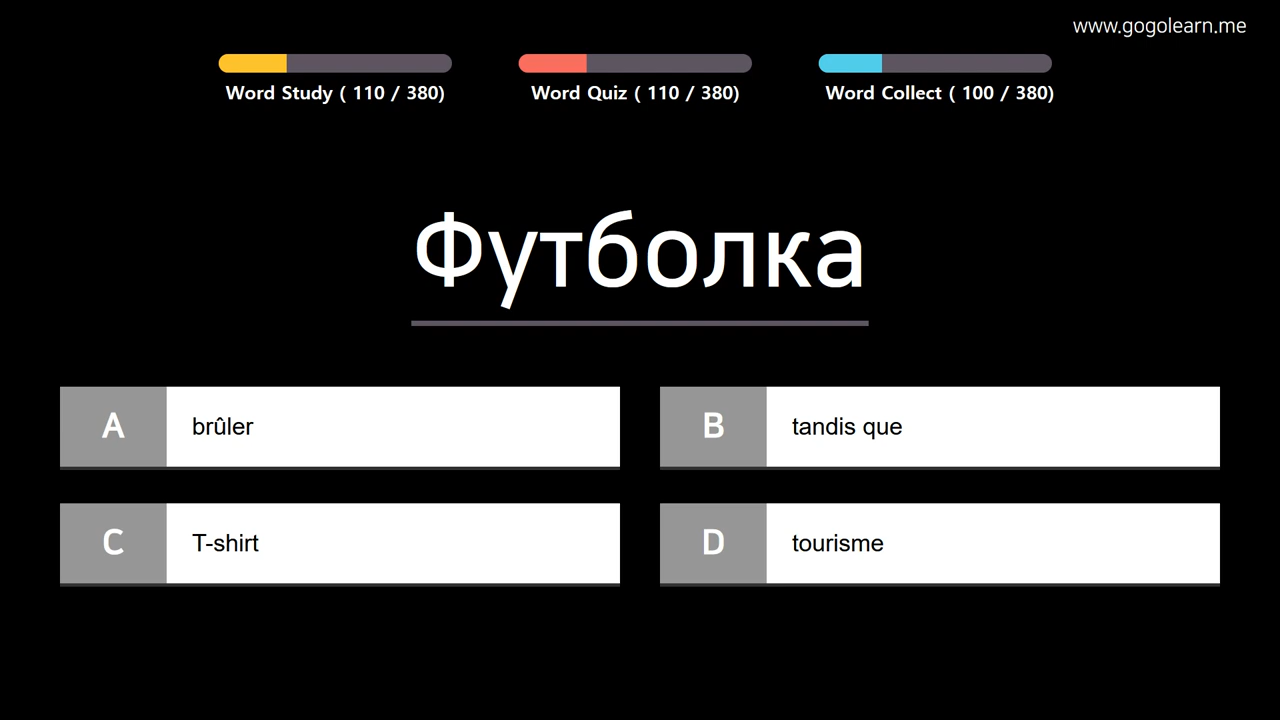 www.gogolearn.me
Word Study ( 110 / 380)
Word Quiz ( 110 / 380)
Word Collect ( 100 / 380)
Футболка
A
brûler
B
tandis que
C
T-shirt
D
tourisme